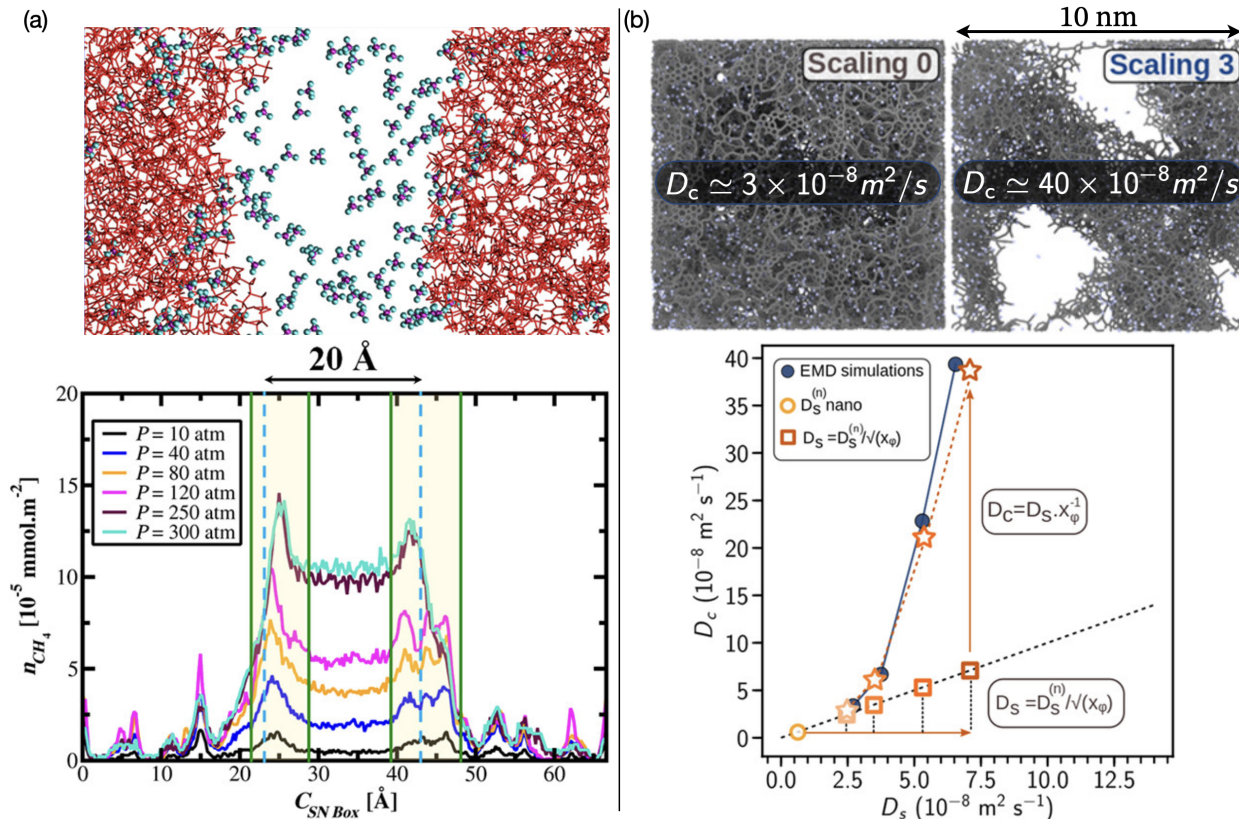 (a)
20 Å
20
15
10
5
0
n_{CH_4} [10^{-5} mmol.m^{-2}]
P = 10 atm
P = 40 atm
P = 80 atm
P = 120 atm
P = 250 atm
P = 300 atm
0 10 20 30 40 50 60
C_{SN Box} [Å]
(b)
10 nm
Scaling 0
Scaling 3
D_c ≃ 3 × 10^{-8} m^2/s
D_c ≃ 40 × 10^{-8} m^2/s
40
35
30
25
20
15
10
5
0
D_c (10^{-8} m^2 s^{-1})
EMD simulations
D_S^{(n)} nano
D_S =D_S^{(n)}/√(x_φ)
D_C=D_S.x_φ^{-1}
D_S =D_S^{(n)}/√(x_φ)
0.0 2.5 5.0 7.5 10.0 12.5
D_s (10^{-8} m^2 s^{-1})